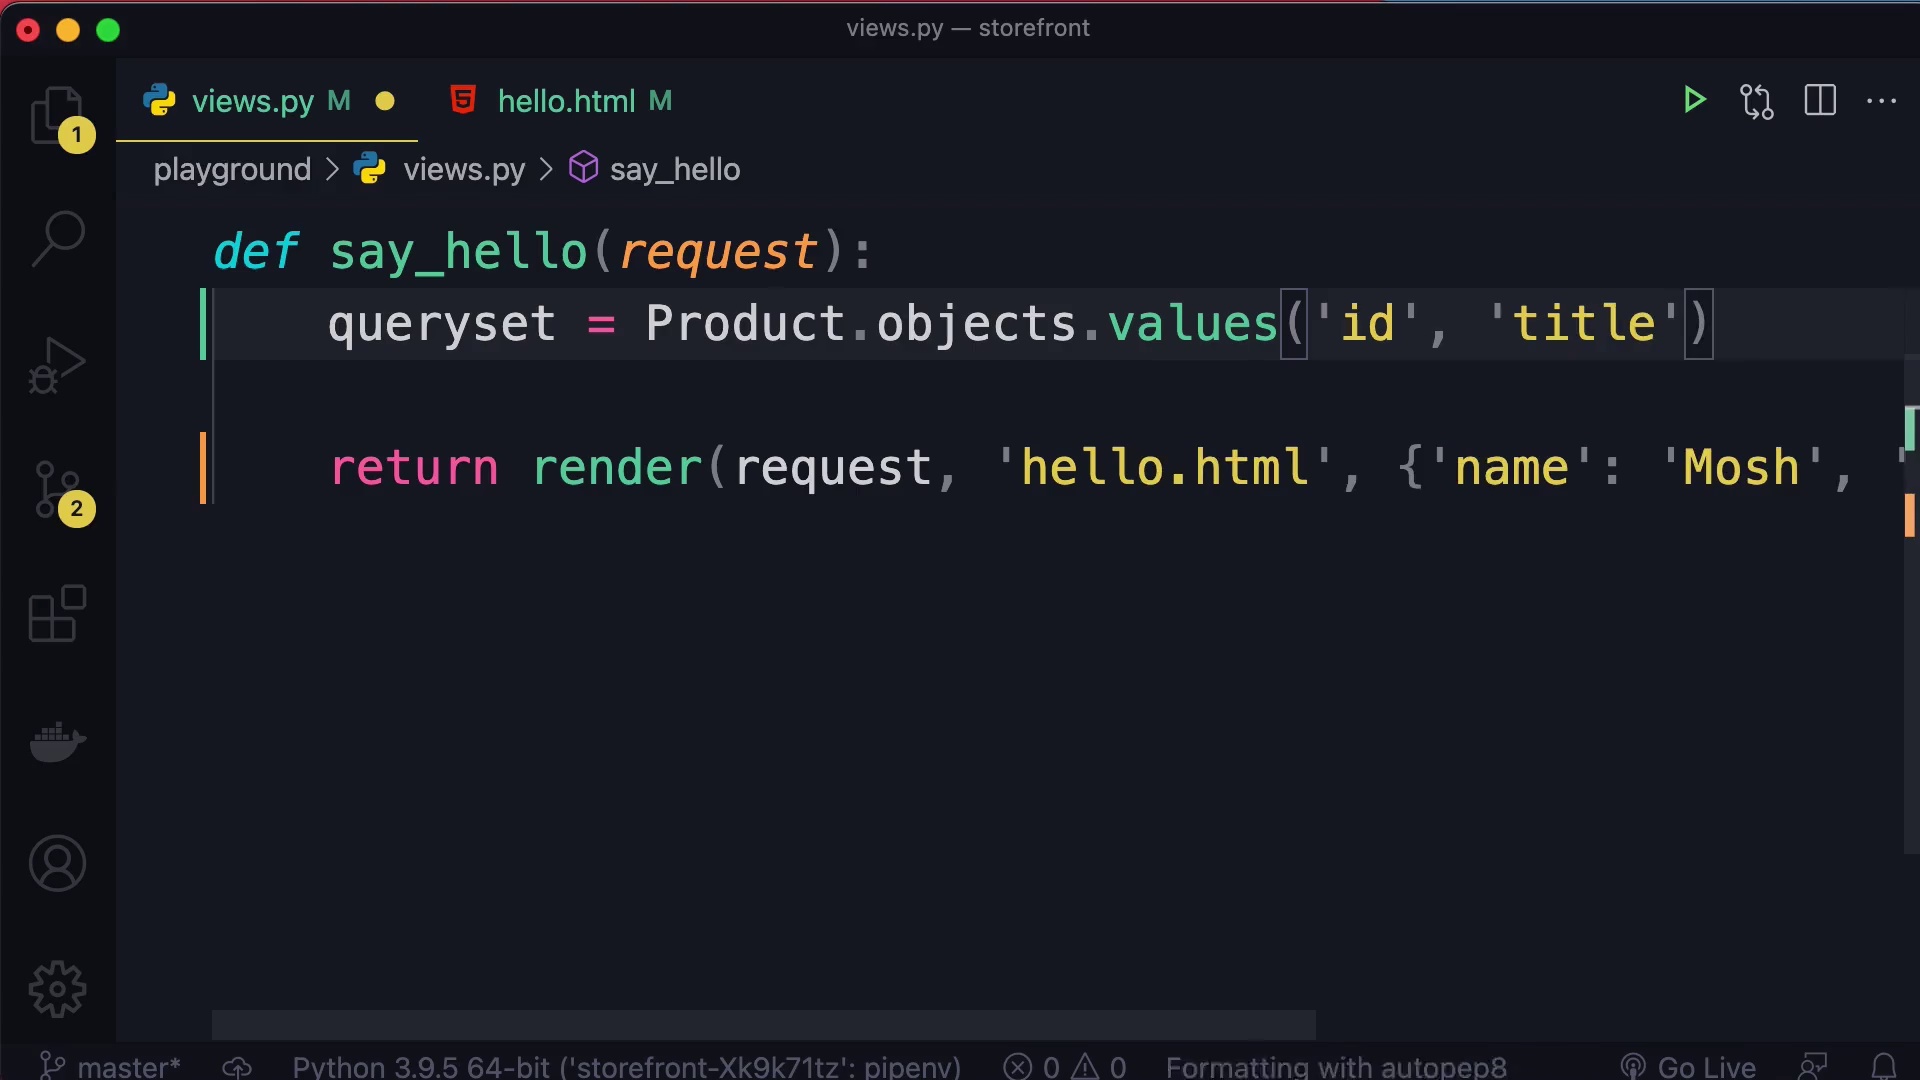 views.py — storefront
views.py M hello.html M
1
playground > views.py > say_hello
def say_hello(request):
queryset = Product.objects.values('id', 'title')
return render(request, 'hello.html', {'name': 'Mosh', '
2
master* Python 3.9.5 64-bit ('storefront-Xk9k71tz': pipenv) 0 0 Formatting with autopep8 Go Live